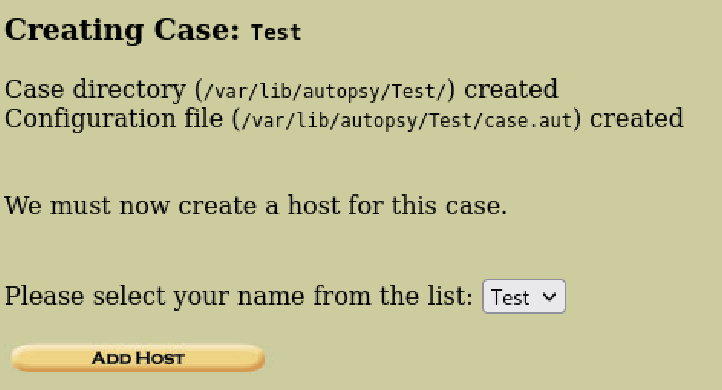 Creating Case: Test
Case directory (/var/lib/autopsy/Test/) created
Configuration file (/var/lib/autopsy/Test/case.aut) created
We must now create a host for this case.
Please select your name from the list: Test
ADD HOST